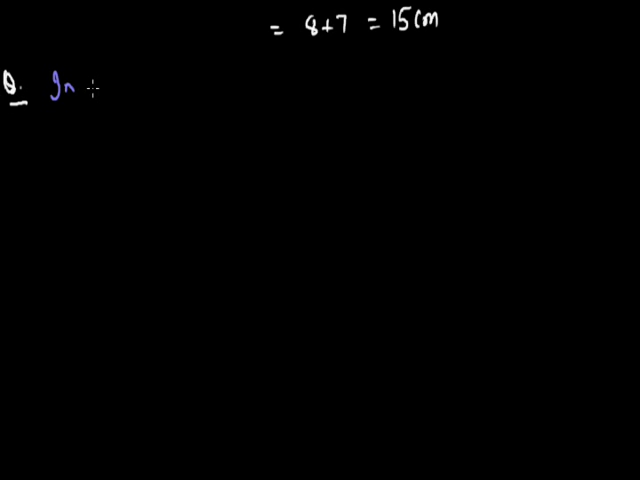 = 8+7 = 15cm
Q. In